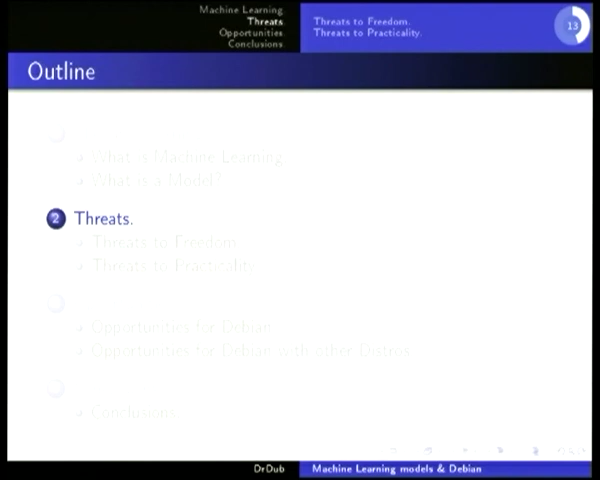 Machine Learning
Threats.
Opportunities
Conclusions
Threats to Freedom.
Threats to Practicality.
13
Outline
What is Machine Learning
What is a Model?
2 Threats.
Threats to Freedom
Threats to Practicality
Opportunities for Debian
Opportunities for Debian with other Distros
Conclusions
DrDub
Machine Learning models & Debian